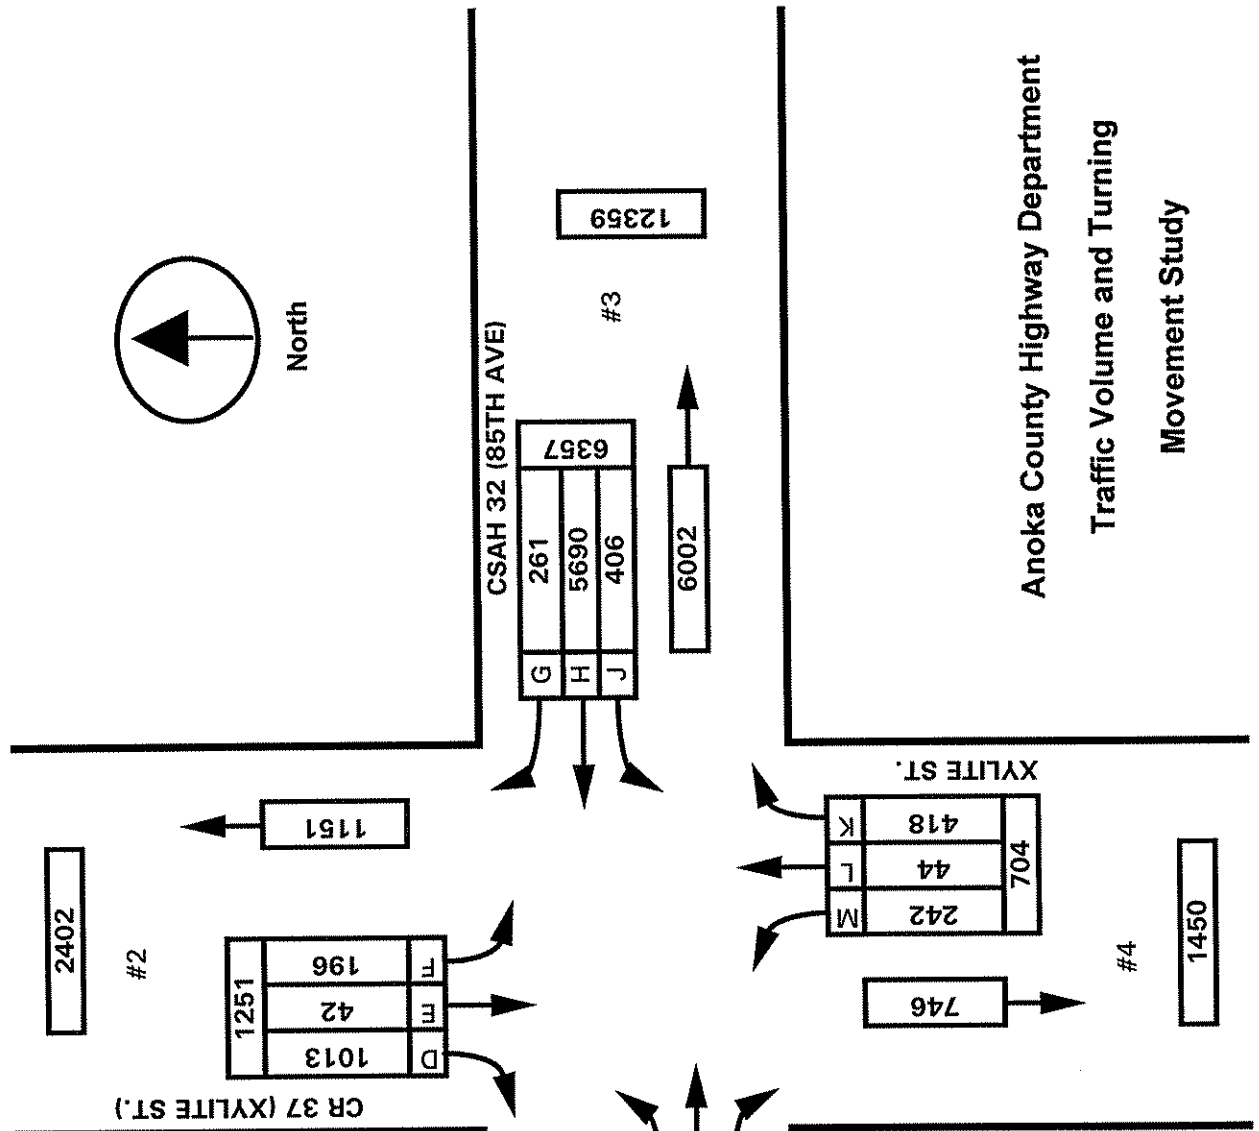 North
CSAH 32 (85TH AVE)
12359
#3
6357
G 261
H 5690
J 406
6002
2402
#2
1151
1251
1013 42 196
D E F
CR 37 (XYLITE ST.)
XYLITE ST.
M L K
242 44 418
704
746
#4
1450
Anoka County Highway Department
Traffic Volume and Turning
Movement Study